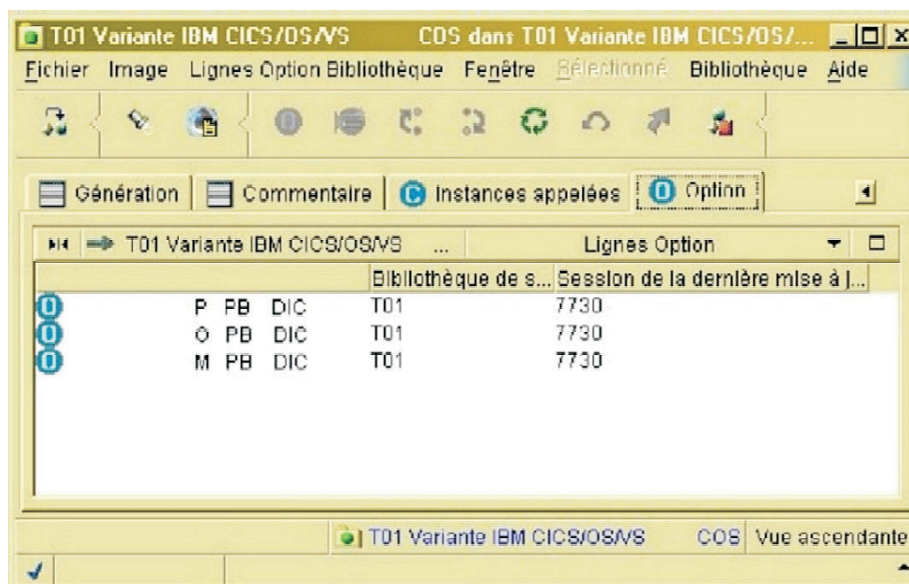 T01 Variante IBM CICS/OS/VS COS dans T01 Variante IBM CICS/OS/...
Fichier Image Lignes Option Bibliothèque Fenêtre Sélectionné Bibliothèque Aide
Génération Commentaire C Instances appelées O Option
T01 Variante IBM CICS/OS/VS ... Lignes Option
Bibliothèque de s... Session de la dernière mise à j...
O P PB DIC T01 7730
O O PB DIC T01 7730
O M PB DIC T01 7730
T01 Variante IBM CICS/OS/VS COS Vue ascendante